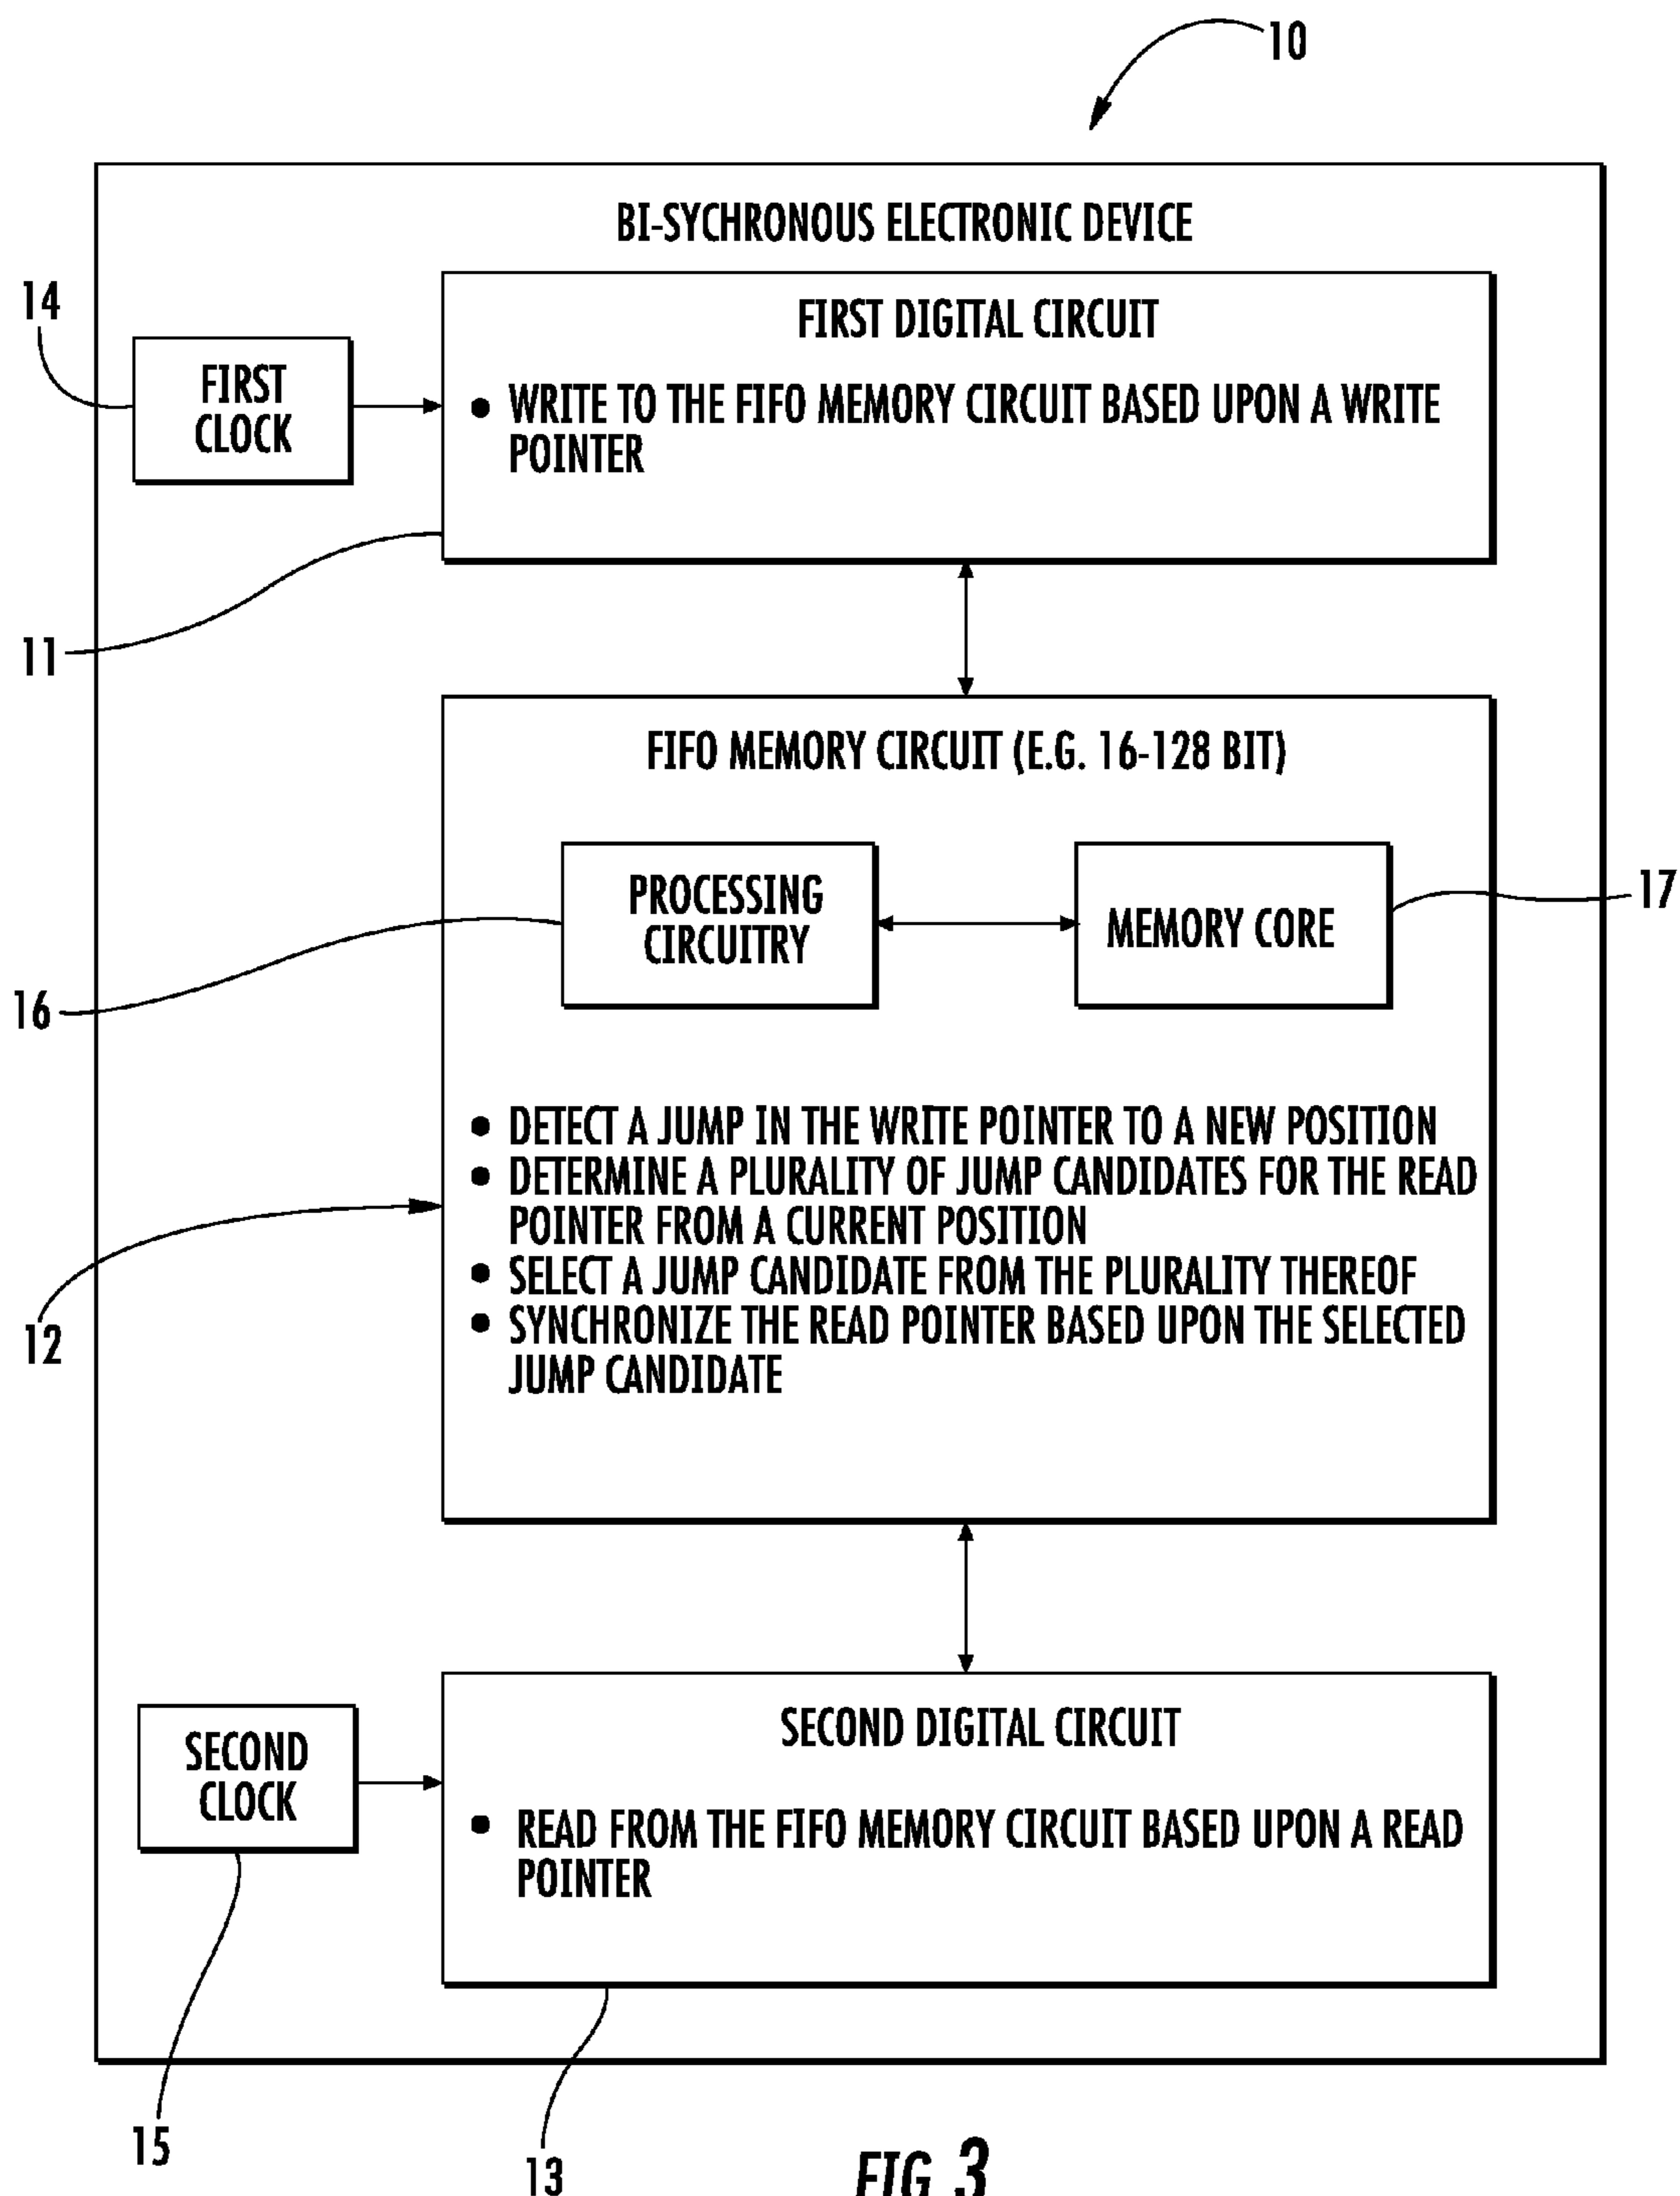 10
BI-SYCHRONOUS ELECTRONIC DEVICE
14
FIRST
CLOCK
FIRST DIGITAL CIRCUIT
• WRITE TO THE FIFO MEMORY CIRCUIT BASED UPON A WRITE
POINTER
11
FIFO MEMORY CIRCUIT (E.G. 16-128 BIT)
PROCESSING
CIRCUITRY
MEMORY CORE
17
16
• DETECT A JUMP IN THE WRITE POINTER TO A NEW POSITION
• DETERMINE A PLURALITY OF JUMP CANDIDATES FOR THE READ
POINTER FROM A CURRENT POSITION
• SELECT A JUMP CANDIDATE FROM THE PLURALITY THEREOF
• SYNCHRONIZE THE READ POINTER BASED UPON THE SELECTED
JUMP CANDIDATE
12
SECOND
CLOCK
SECOND DIGITAL CIRCUIT
• READ FROM THE FIFO MEMORY CIRCUIT BASED UPON A READ
POINTER
15
13
FIG. 3